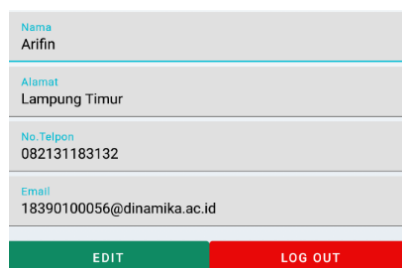 Nama
Arifin
Alamat
Lampung Timur
No.Telpon
082131183132
Email
18390100056@dinamika.ac.id
EDIT LOG OUT